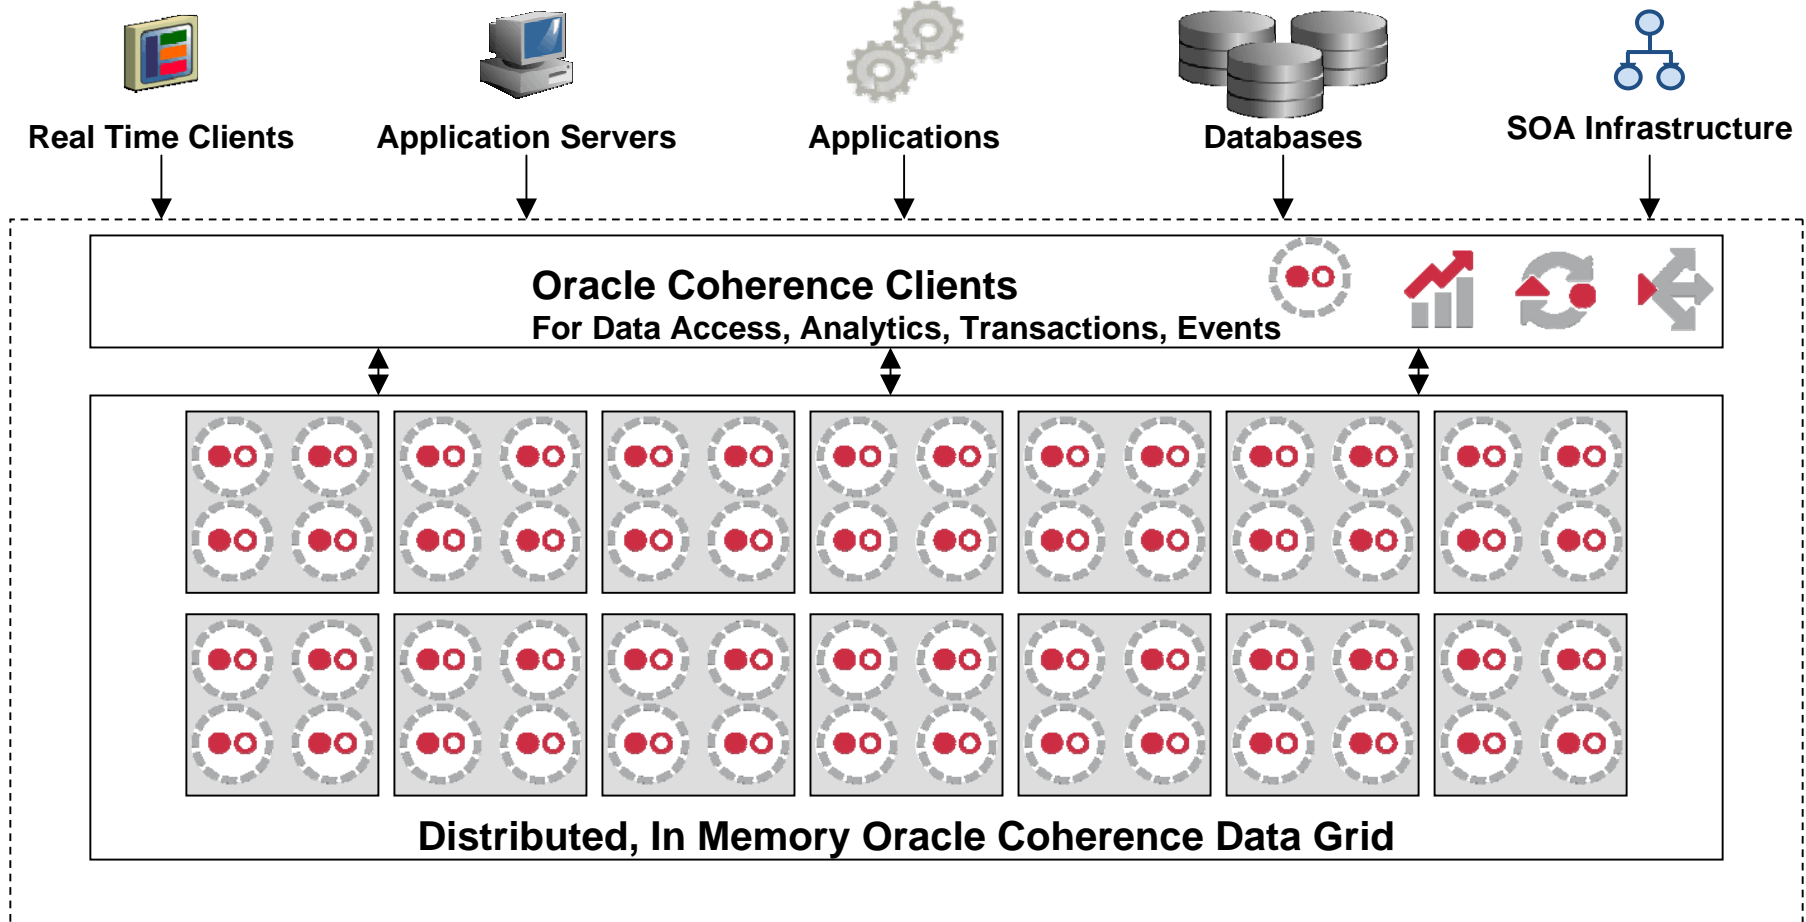 Real Time Clients
Application Servers
Applications
Databases
SOA Infrastructure
Oracle Coherence Clients
For Data Access, Analytics, Transactions, Events
Distributed, In Memory Oracle Coherence Data Grid